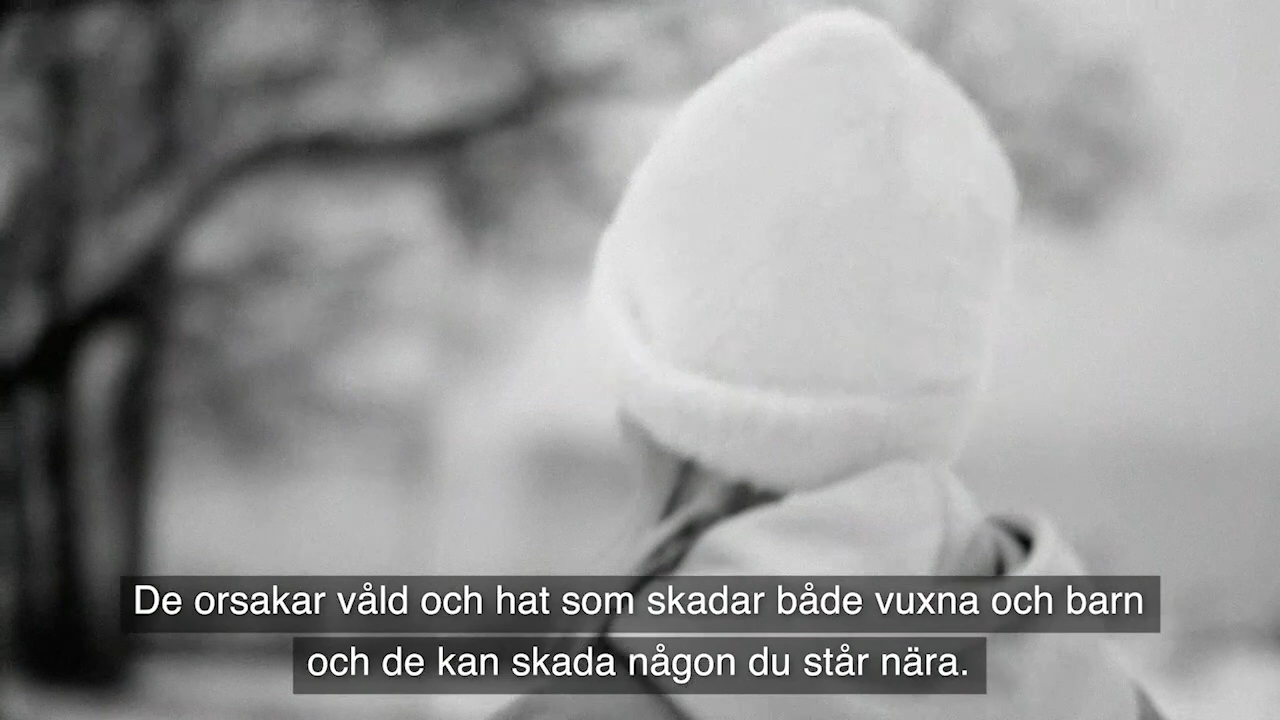 De orsakar våld och hat som skadar både vuxna och barn
och de kan skada någon du står nära.